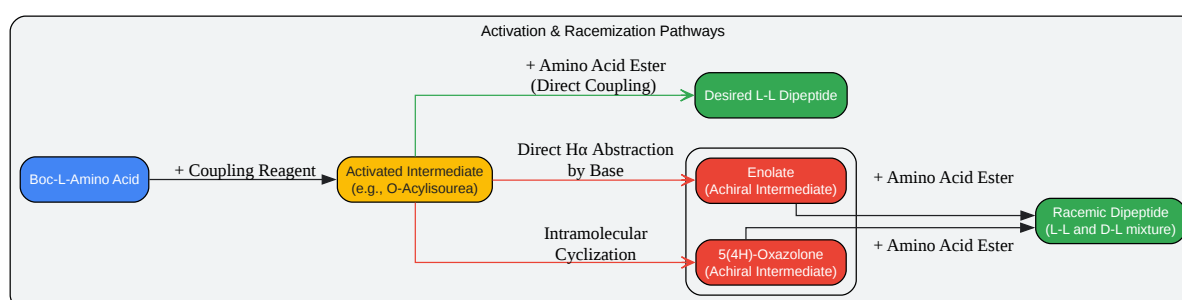 Activation & Racemization Pathways
+ Amino Acid Ester
(Direct Coupling)
Desired L-L Dipeptide
Boc-L-Amino Acid
+ Coupling Reagent
Activated Intermediate
(e.g., O-Acylisourea)
Direct Hα Abstraction
by Base
Enolate
(Achiral Intermediate)
+ Amino Acid Ester
Racemic Dipeptide
(L-L and D-L mixture)
Intramolecular
Cyclization
5(4H)-Oxazolone
(Achiral Intermediate)
+ Amino Acid Ester